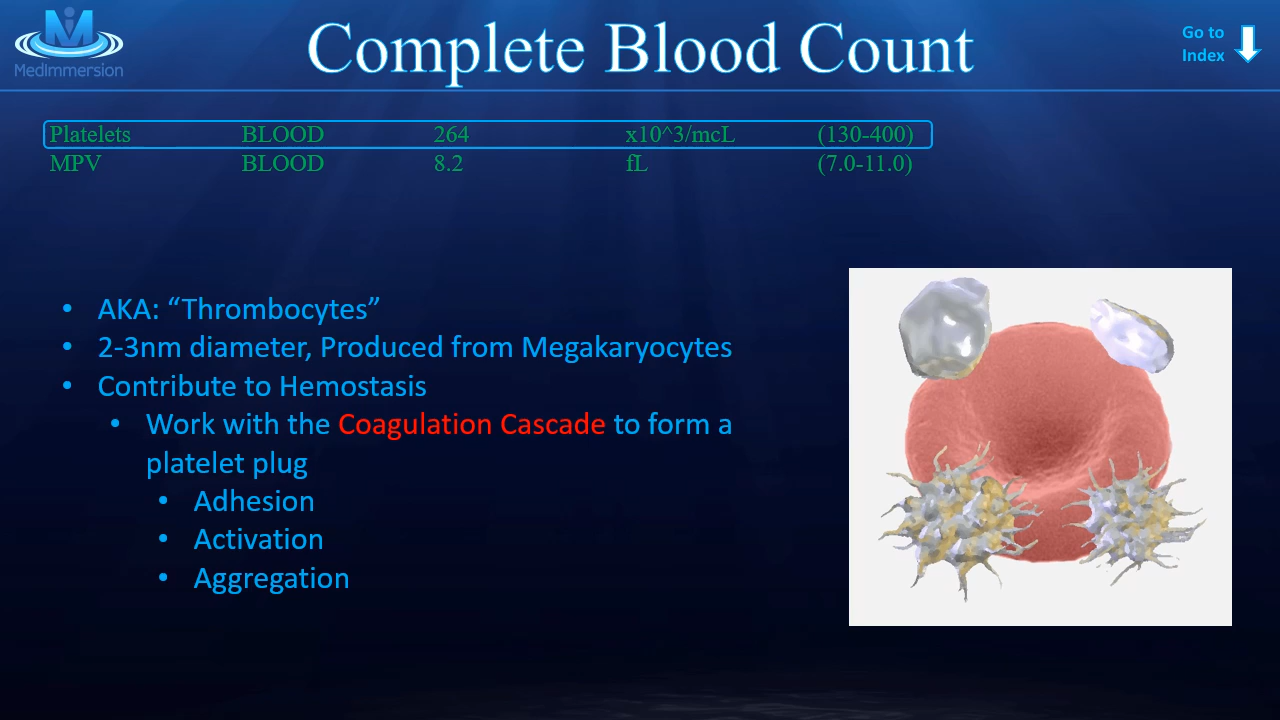 MedImmersion
Complete Blood Count
Go to
Index
Platelets BLOOD 264 x10^3/mcL (130-400)
MPV BLOOD 8.2 fL (7.0-11.0)
• AKA: “Thrombocytes”
• 2-3nm diameter, Produced from Megakaryocytes
• Contribute to Hemostasis
• Work with the Coagulation Cascade to form a
platelet plug
• Adhesion
• Activation
• Aggregation